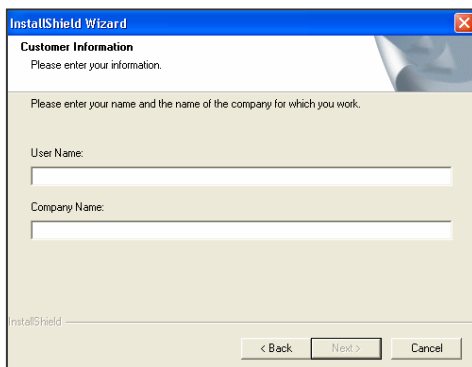 InstallShield Wizard
Customer Information
Please enter your information.
Please enter your name and the name of the company for which you work.
User Name:
Company Name:
InstallShield
< Back Next > Cancel